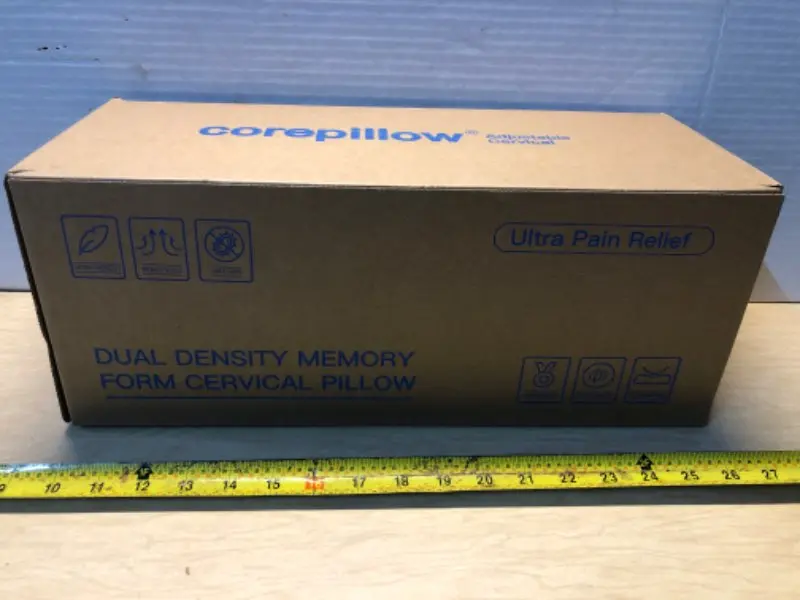 corepillow® Adjustable
Cervical
Ultra Pain Relief
DUAL DENSITY MEMORY
FORM CERVICAL PILLOW
9 10 11 12 13 14 15 17 18 19 20 21 22 23 24 25 26 27